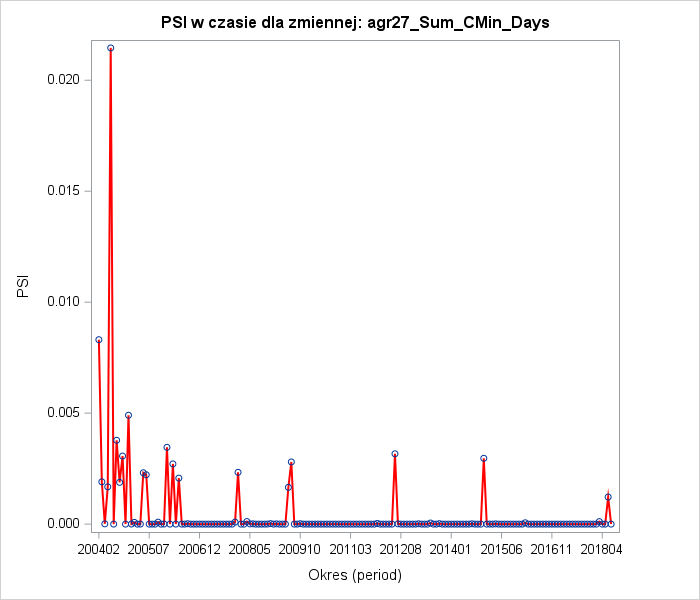 PSI w czasie dla zmiennej: agr27_Sum_CMin_Days
0.020
0.015
0.010
0.005
0.000
PSI
200402 200507 200612 200805 200910 201103 201208 201401 201506 201611 201804
Okres (period)